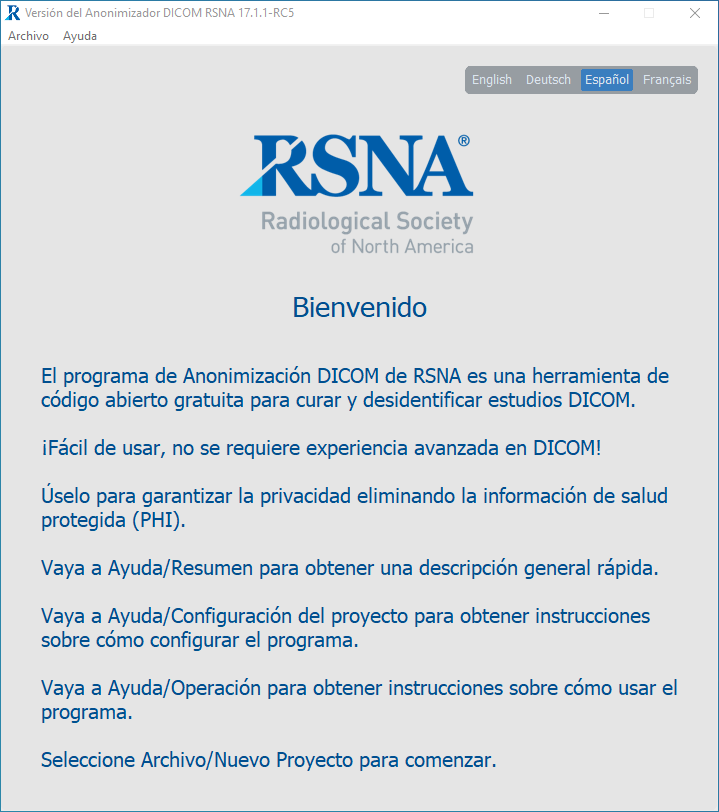 Versión del Anonimizador DICOM RSNA 17.1.1-RC5
Archivo Ayuda
English Deutsch Español Français
RSNA®
Radiological Society
of North America
Bienvenido
El programa de Anonimización DICOM de RSNA es una herramienta de
código abierto gratuita para curar y desidentificar estudios DICOM.
¡Fácil de usar, no se requiere experiencia avanzada en DICOM!
Úselo para garantizar la privacidad eliminando la información de salud
protegida (PHI).
Vaya a Ayuda/Resumen para obtener una descripción general rápida.
Vaya a Ayuda/Configuración del proyecto para obtener instrucciones
sobre cómo configurar el programa.
Vaya a Ayuda/Operación para obtener instrucciones sobre cómo usar el
programa.
Seleccione Archivo/Nuevo Proyecto para comenzar.